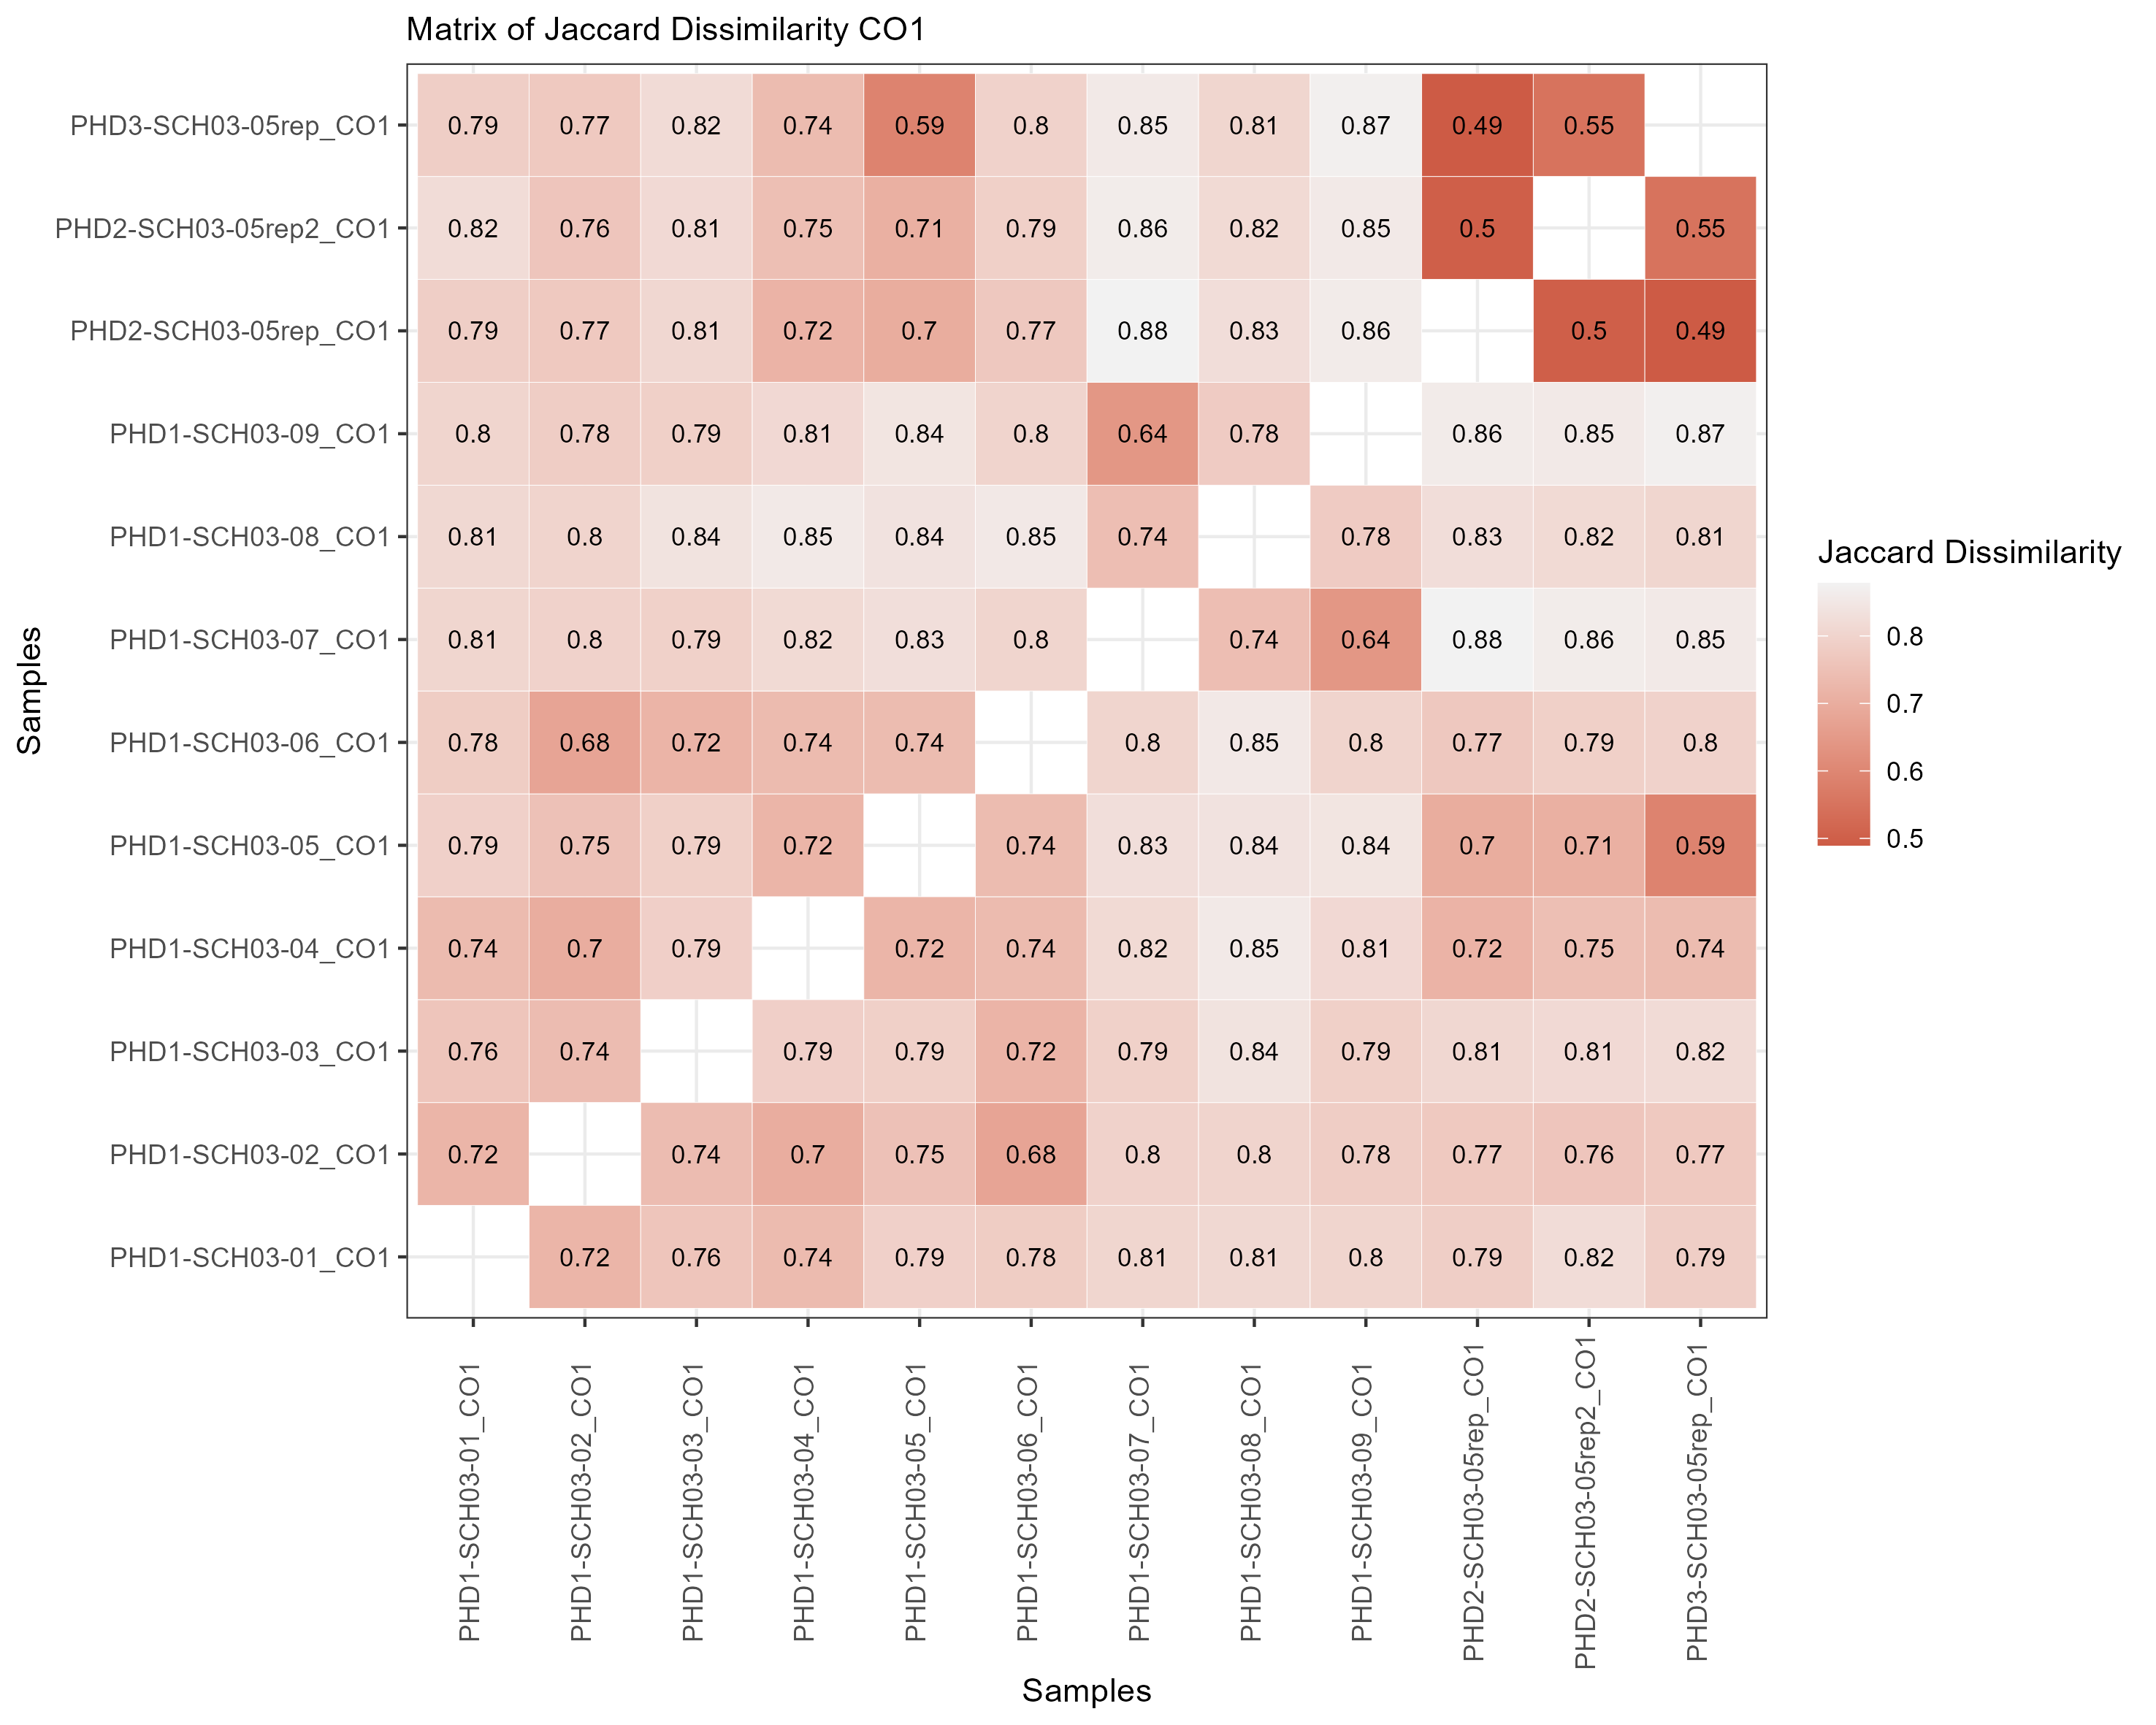 Matrix of Jaccard Dissimilarity CO1
PHD3-SCH03-05rep_CO1 0.79 0.77 0.82 0.74 0.59 0.8 0.85 0.81 0.87 0.49 0.55
PHD2-SCH03-05rep2_CO1 0.82 0.76 0.81 0.75 0.71 0.79 0.86 0.82 0.85 0.5 0.55
PHD2-SCH03-05rep_CO1 0.79 0.77 0.81 0.72 0.7 0.77 0.88 0.83 0.86 0.5 0.49
PHD1-SCH03-09_CO1 0.8 0.78 0.79 0.81 0.84 0.8 0.64 0.78 0.86 0.85 0.87
PHD1-SCH03-08_CO1 0.81 0.8 0.84 0.85 0.84 0.85 0.74 0.78 0.83 0.82 0.81
PHD1-SCH03-07_CO1 0.81 0.8 0.79 0.82 0.83 0.8 0.74 0.64 0.88 0.86 0.85
PHD1-SCH03-06_CO1 0.78 0.68 0.72 0.74 0.74 0.8 0.85 0.8 0.77 0.79 0.8
PHD1-SCH03-05_CO1 0.79 0.75 0.79 0.72 0.74 0.83 0.84 0.84 0.7 0.71 0.59
PHD1-SCH03-04_CO1 0.74 0.7 0.79 0.72 0.74 0.82 0.85 0.81 0.72 0.75 0.74
PHD1-SCH03-03_CO1 0.76 0.74 0.79 0.79 0.72 0.79 0.84 0.79 0.81 0.81 0.82
PHD1-SCH03-02_CO1 0.72 0.74 0.7 0.75 0.68 0.8 0.8 0.78 0.77 0.76 0.77
PHD1-SCH03-01_CO1 0.72 0.76 0.74 0.79 0.78 0.81 0.81 0.8 0.79 0.82 0.79
Samples
PHD1-SCH03-01_CO1
PHD1-SCH03-02_CO1
PHD1-SCH03-03_CO1
PHD1-SCH03-04_CO1
PHD1-SCH03-05_CO1
PHD1-SCH03-06_CO1
PHD1-SCH03-07_CO1
PHD1-SCH03-08_CO1
PHD1-SCH03-09_CO1
PHD2-SCH03-05rep_CO1
PHD2-SCH03-05rep2_CO1
PHD3-SCH03-05rep_CO1
Samples
Jaccard Dissimilarity
0.8
0.7
0.6
0.5